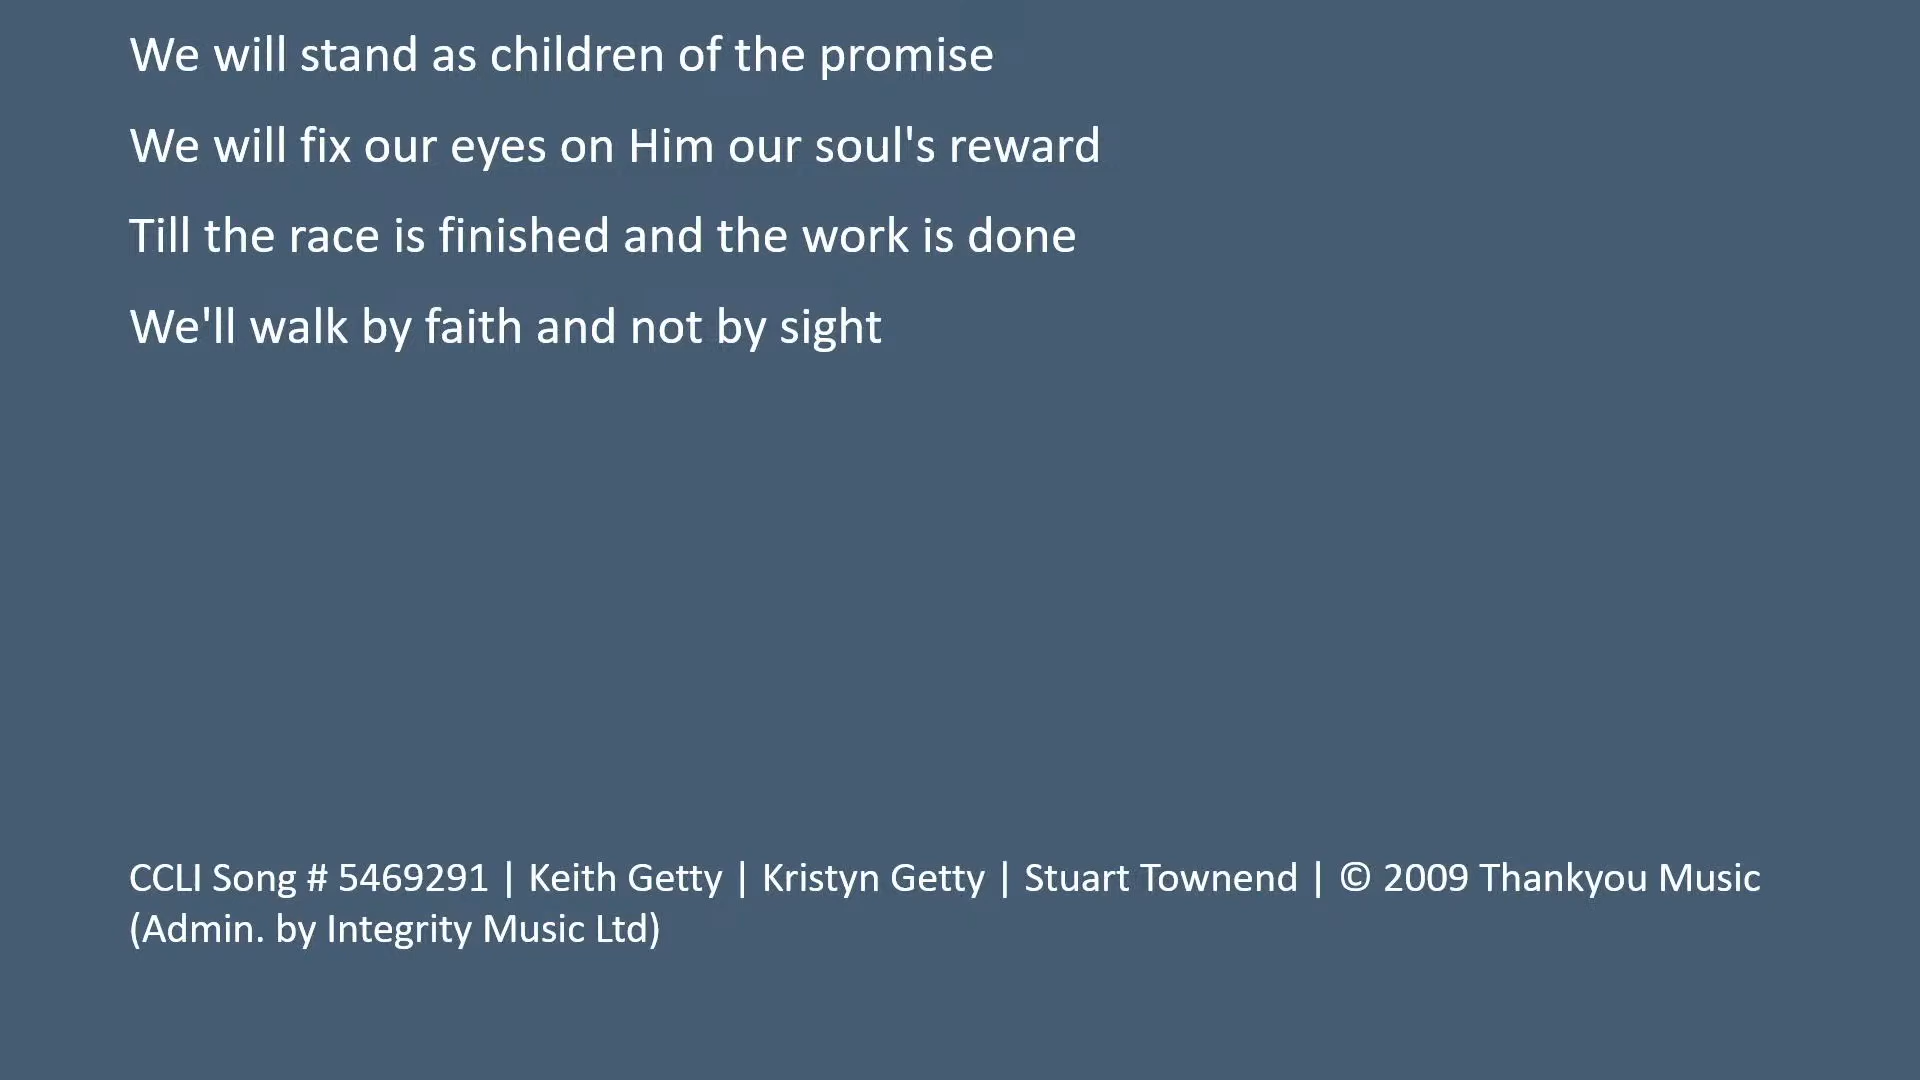 We will stand as children of the promise
We will fix our eyes on Him our soul's reward
Till the race is finished and the work is done
We'll walk by faith and not by sight
CCLI Song # 5469291 | Keith Getty | Kristyn Getty | Stuart Townend | © 2009 Thankyou Music
(Admin. by Integrity Music Ltd)